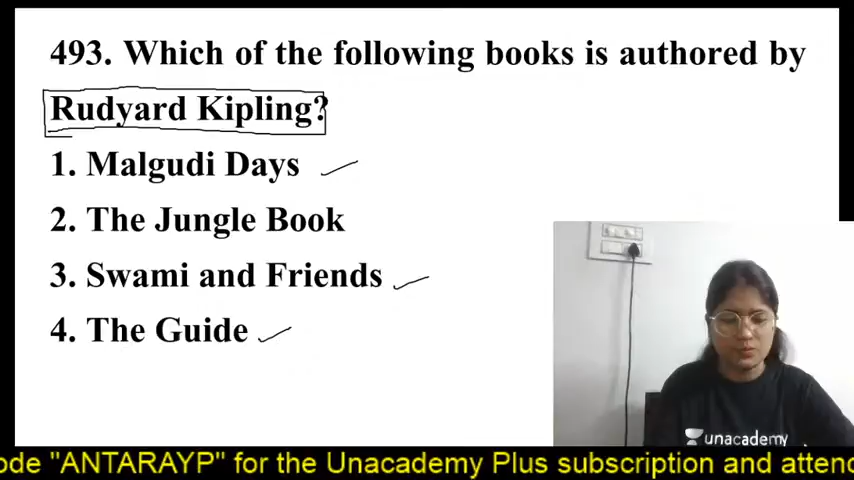 493. Which of the following books is authored by
Rudyard Kipling?
1. Malgudi Days
2. The Jungle Book
3. Swami and Friends
4. The Guide
unacademy
ode "ANTARAYP" for the Unacademy Plus subscription and attend